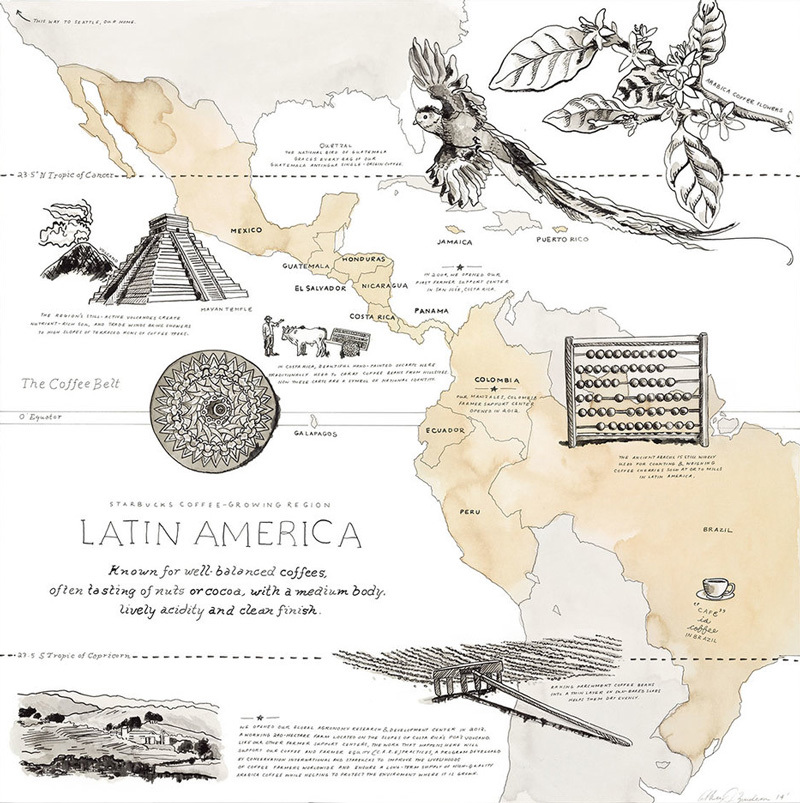 THIS WAY TO SEATTLE, OUR HOME.
ARABICA COFFEE FLOWERS
QUETZAL
THE NATIONAL BIRD OF GUATEMALA
GRACES EVERY BAG OF OUR
GUATEMALA ANTIGUA SINGLE-ORIGIN COFFEE.
23.5° N Tropic of Cancer
MEXICO
JAMAICA
PUERTO RICO
GUATEMALA
HONDURAS
EL SALVADOR
NICARAGUA
COSTA RICA
PANAMA
IN 2004, WE OPENED OUR
FIRST FARMER SUPPORT CENTER
IN SAN JOSÉ, COSTA RICA.
VOLCANO
MAYAN TEMPLE
THE REGION'S STILL-ACTIVE VOLCANOES CREATE
NUTRIENT-RICH SOIL, AND TRADE WINDS BRING SHOWERS
TO HIGH SLOPES OF TERRACED ROWS OF COFFEE TREES.
IN COSTA RICA, BEAUTIFUL HAND-PAINTED OXCARTS WERE
TRADITIONALLY USED TO CARRY COFFEE BEANS FROM HILLSIDES.
NOW THESE CARTS ARE A SYMBOL OF NATIONAL IDENTITY.
The Coffee Belt
0° Equator
GALAPAGOS
COLOMBIA
OUR MANIZALES, COLOMBIA
FARMER SUPPORT CENTER
OPENED IN 2012.
ECUADOR
PERU
THE ANCIENT ABACUS IS STILL WIDELY
USED FOR COUNTING & WEIGHING
COFFEE CHERRIES SOLD AT OR TO MILLS
IN LATIN AMERICA.
BRAZIL
"CAFÉ"
is
coffee
IN BRAZIL
STARBUCKS COFFEE-GROWING REGION
LATIN AMERICA
Known for well-balanced coffees,
often tasting of nuts or cocoa, with a medium body.
lively acidity and clean finish.
23.5 S Tropic of Capricorn
RAKING PARCHMENT COFFEE BEANS
INTO A THIN LAYER IN SUN-BAKED SLABS
HELPS THEM DRY EVENLY.
WE OPENED OUR GLOBAL AGRONOMY RESEARCH & DEVELOPMENT CENTER IN 2013,
A WORKING 240-HECTARE FARM LOCATED ON THE SLOPES OF COSTA RICA'S POÁS VOLCANO.
LIKE OUR OTHER FARMER SUPPORT CENTERS, THE WORK THAT HAPPENS HERE WILL
SUPPORT OUR COFFEE AND FARMER EQUITY (C.A.F.E.) PRACTICES, A PROGRAM DEVELOPED
BY CONSERVATION INTERNATIONAL AND STARBUCKS TO IMPROVE THE LIVELIHOODS
OF COFFEE FARMERS WORLDWIDE AND ENSURE A LONG-TERM SUPPLY OF HIGH-QUALITY
ARABICA COFFEE WHILE HELPING TO PROTECT THE ENVIRONMENT WHERE IT IS GROWN.